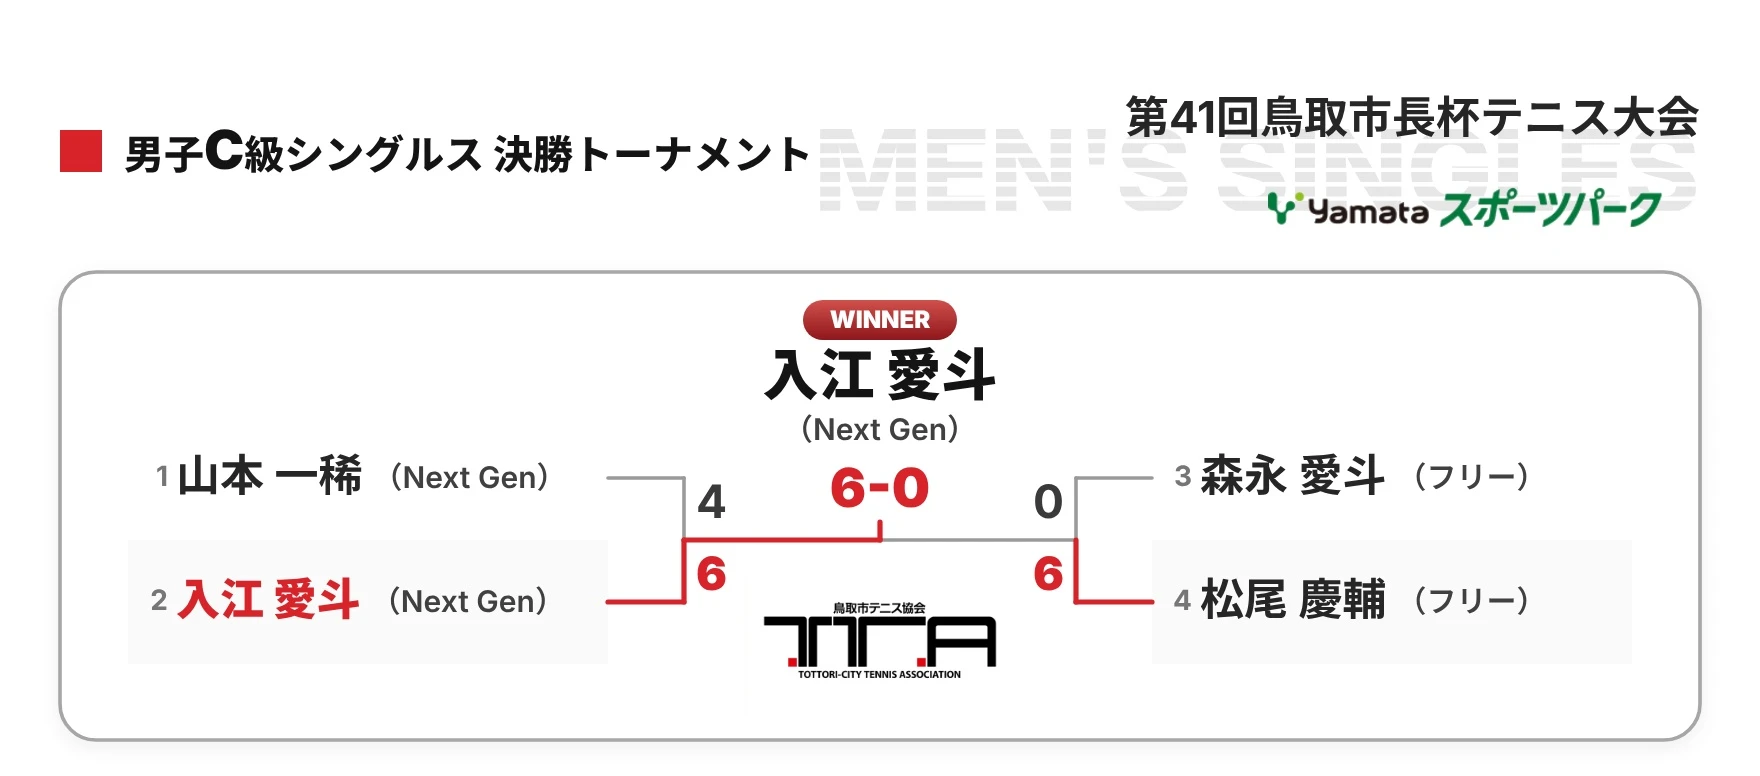 第41回鳥取市長杯テニス大会
男子C級シングルス 決勝トーナメント
MEN'S SINGLES
Yamata スポーツパーク
WINNER
入江 愛斗
（Next Gen）
6-0
1 山本 一稀 （Next Gen）
4
2 入江 愛斗 （Next Gen）
6
0
3 森永 愛斗 （フリー）
6
4 松尾 慶輔 （フリー）
鳥取市テニス協会
TCTA
TOTTORI-CITY TENNIS ASSOCIATION